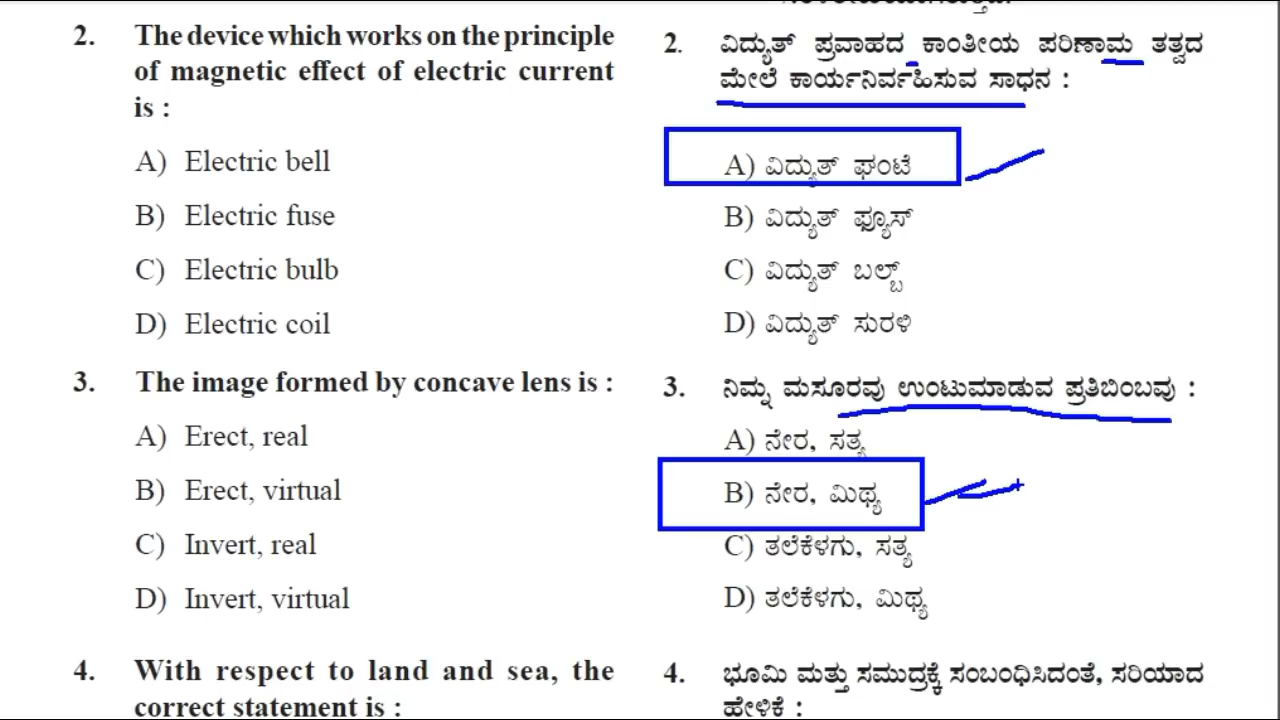 2. The device which works on the principle
of magnetic effect of electric current
is :
A) Electric bell
B) Electric fuse
C) Electric bulb
D) Electric coil
3. The image formed by concave lens is :
A) Erect, real
B) Erect, virtual
C) Invert, real
D) Invert, virtual
4. With respect to land and sea, the
correct statement is :
2. ವಿದ್ಯುತ್ ಪ್ರವಾಹದ ಕಾಂತೀಯ ಪರಿಣಾಮ ತತ್ವದ
ಮೇಲೆ ಕಾರ್ಯನಿರ್ವಹಿಸುವ ಸಾಧನ :
A) ವಿದ್ಯುತ್ ಘಂಟೆ
B) ವಿದ್ಯುತ್ ಫ್ಯೂಸ್
C) ವಿದ್ಯುತ್ ಬಲ್ಬ್
D) ವಿದ್ಯುತ್ ಸುರಳಿ
3. ನಿಮ್ನ ಮಸೂರವು ಉಂಟುಮಾಡುವ ಪ್ರತಿಬಿಂಬವು :
A) ನೇರ, ಸತ್ಯ
B) ನೇರ, ಮಿಥ್ಯ
C) ತಲೆಕೆಳಗು, ಸತ್ಯ
D) ತಲೆಕೆಳಗು, ಮಿಥ್ಯ
4. ಭೂಮಿ ಮತ್ತು ಸಮುದ್ರಕ್ಕೆ ಸಂಬಂಧಿಸಿದಂತೆ, ಸರಿಯಾದ
ಹೇಳಿಕೆ :